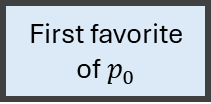 First favorite
of p₀